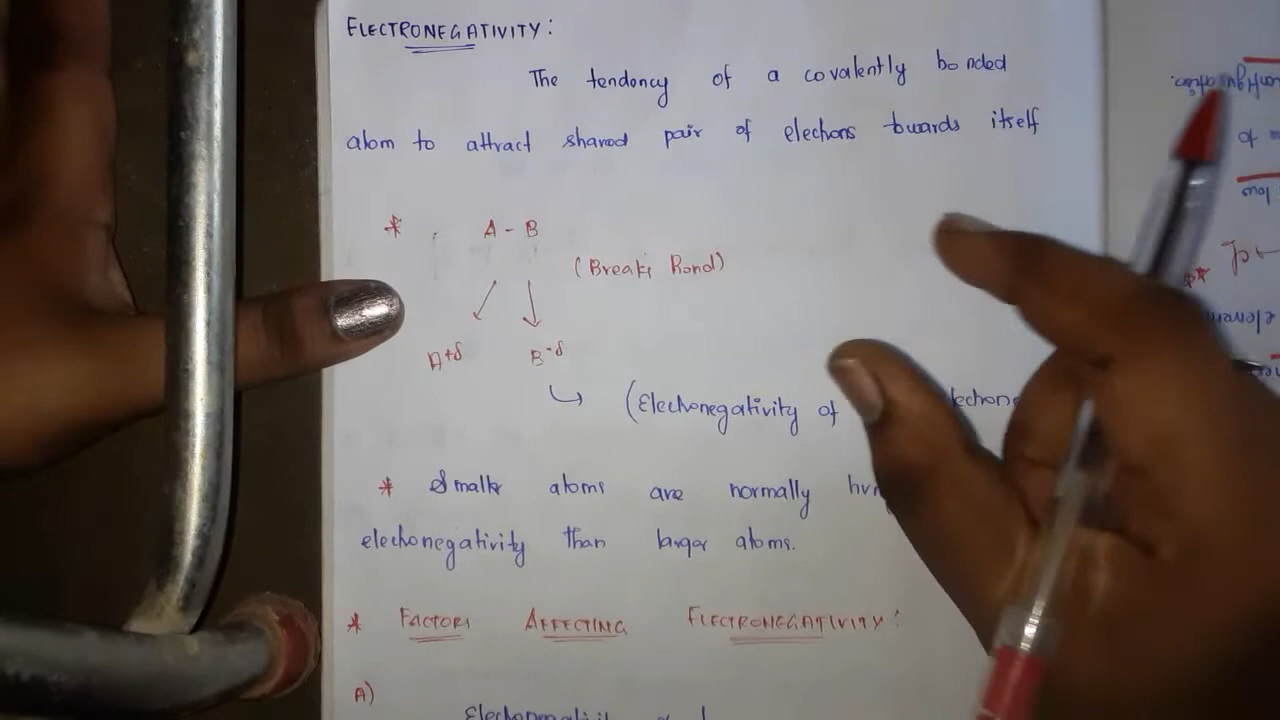 ELECTRONEGATIVITY:
The tendency of a covalently bonded
atom to attract shared pair of electrons towards itself
* A - B
(Break Bond)
A+δ B-δ
(Electronegativity of
* Smaller atoms are normally
electronegativity than larger atoms.
* FACTORS AFFECTING ELECTRONEGATIVITY:
A)